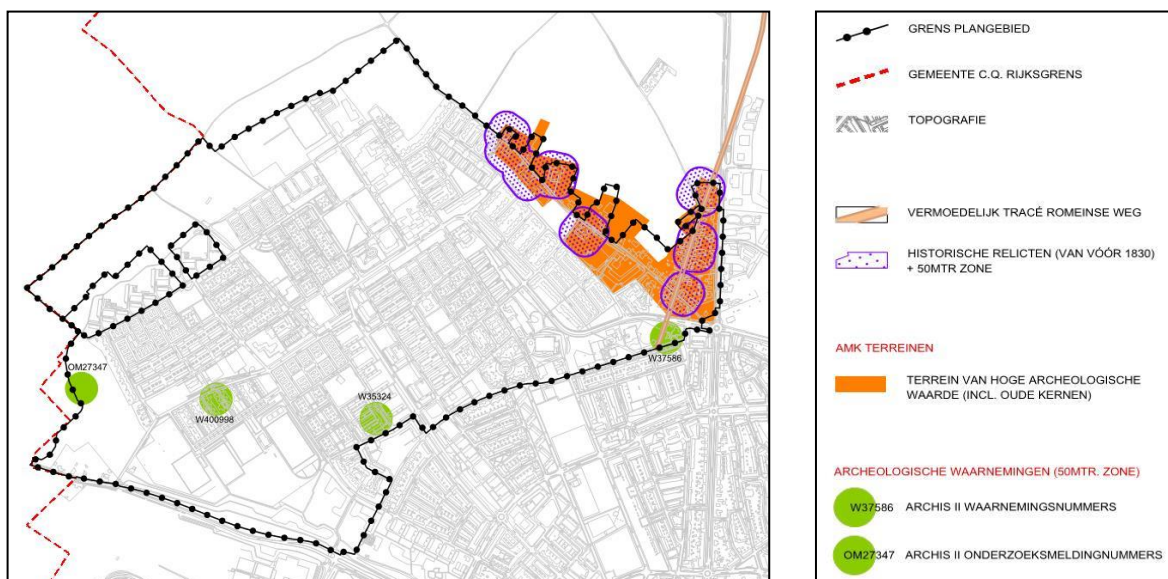 OM27347
W400998
W35324
W37586
GRENS PLANGEBIED
GEMEENTE C.Q. RIJKSGRENS
TOPOGRAFIE
VERMOEDELIJK TRACÉ ROMEINSE WEG
HISTORISCHE RELICTEN (VAN VÓÓR 1830)
+ 50MTR ZONE
AMK TERREINEN
TERREIN VAN HOGE ARCHEOLOGISCHE
WAARDE (INCL. OUDE KERNEN)
ARCHEOLOGISCHE WAARNEMINGEN (50MTR. ZONE)
W37586 ARCHIS II WAARNEMINGSNUMMERS
OM27347 ARCHIS II ONDERZOEKSMELDINGNUMMERS